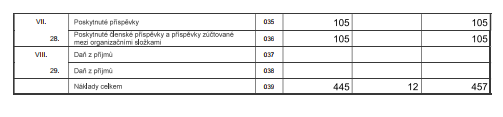 VII. Poskytnuté příspěvky 035 105 105
28. Poskytnuté členské příspěvky a příspěvky zúčtované mezi organizačními složkami 036 105 105
VIII. Daň z příjmů 037
29. Daň z příjmů 038
Náklady celkem 039 445 12 457